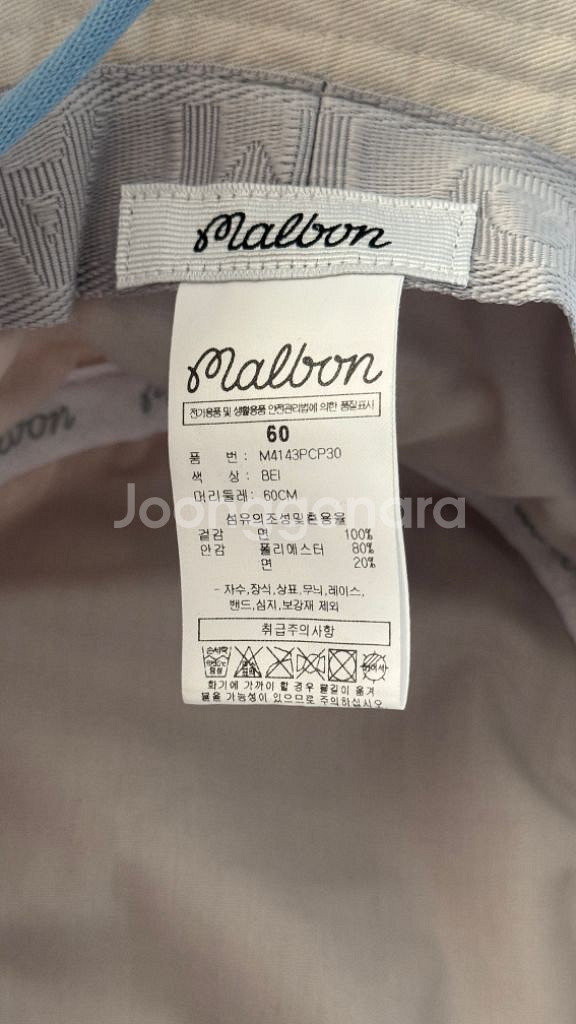 Malbon
Malbon
전기용품 및 생활용품 안전관리법에 의한 품질표시
60
품 번 : M4143PCP30
색 상 : BEI
머리둘레 : 60CM
섬유의조성및혼용율
겉감 면 100%
안감 폴리에스터 80%
면 20%
- 자수,장식,상표,무늬,레이스,
밴드,심지,보강재 제외
취급주의사항
화기에 가까이 할 경우 불길이 옮겨
붙을 가능성이 있으므로 주의하십시오
Joonggonara